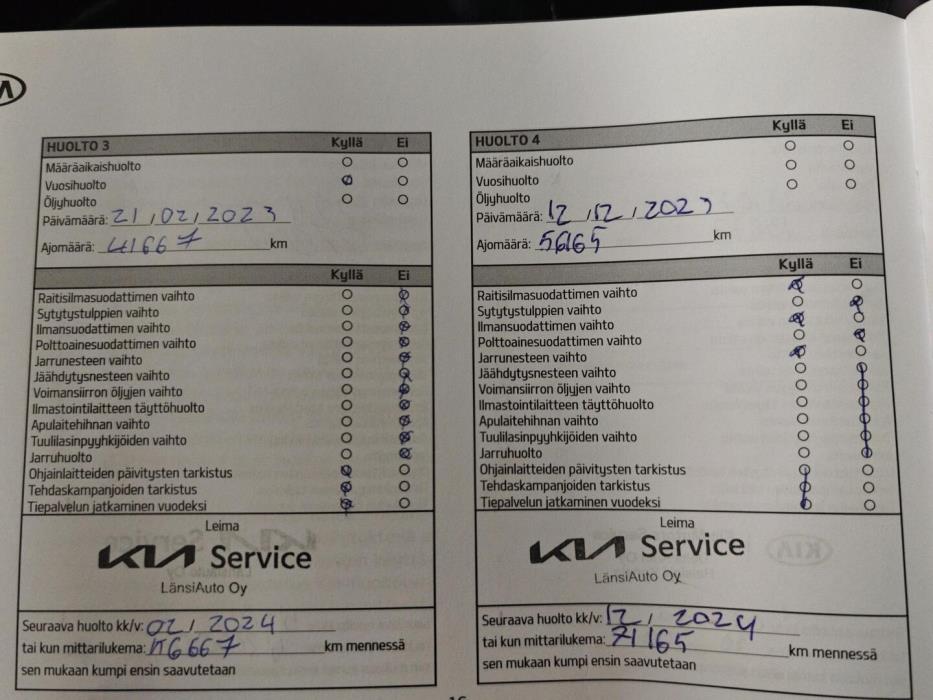 HUOLTO 3 Kyllä Ei
Määräaikaishuolto
Vuosihuolto
Öljyhuolto
Päivämäärä: 21/02/2023
Ajomäärä: 41667 km
Kyllä Ei
Raitisilmasuodattimen vaihto
Sytytystulppien vaihto
Ilmansuodattimen vaihto
Polttoainesuodattimen vaihto
Jarrunesteen vaihto
Jäähdytysnesteen vaihto
Voimansiirron öljyjen vaihto
Ilmastointilaitteen täyttöhuolto
Apulaitehihnan vaihto
Tuulilasinpyyhkijöiden vaihto
Jarruhuolto
Ohjainlaitteiden päivitysten tarkistus
Tehdaskampanjoiden tarkistus
Tiepalvelun jatkaminen vuodeksi
Leima
KIA Service
LänsiAuto Oy
Seuraava huolto kk/v: 02/2024
tai kun mittarilukema: 56667 km mennessä
sen mukaan kumpi ensin saavutetaan
HUOLTO 4 Kyllä Ei
Määräaikaishuolto
Vuosihuolto
Öljyhuolto
Päivämäärä: 12/12/2023
Ajomäärä: 56165 km
Kyllä Ei
Raitisilmasuodattimen vaihto
Sytytystulppien vaihto
Ilmansuodattimen vaihto
Polttoainesuodattimen vaihto
Jarrunesteen vaihto
Jäähdytysnesteen vaihto
Voimansiirron öljyjen vaihto
Ilmastointilaitteen täyttöhuolto
Apulaitehihnan vaihto
Tuulilasinpyyhkijöiden vaihto
Jarruhuolto
Ohjainlaitteiden päivitysten tarkistus
Tehdaskampanjoiden tarkistus
Tiepalvelun jatkaminen vuodeksi
Leima
KIA Service
LänsiAuto Oy
Seuraava huolto kk/v: 12/2024
tai kun mittarilukema: 71165 km mennessä
sen mukaan kumpi ensin saavutetaan